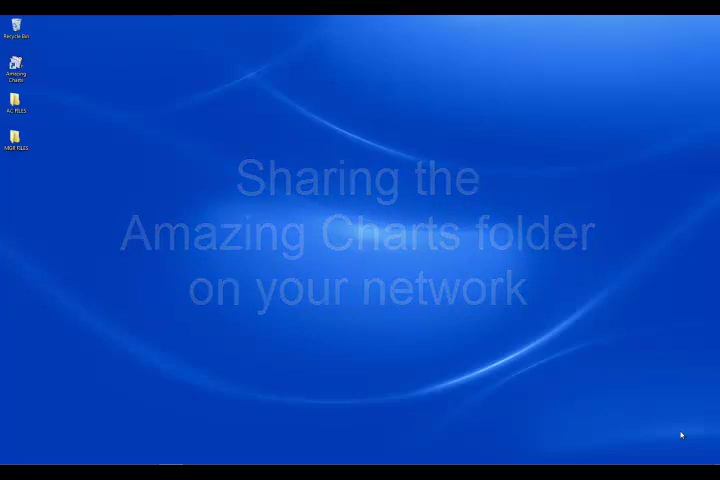 Recycle Bin
Amazing
Charts
AC FILES
MGR FILES
Sharing the
Amazing Charts folder
on your network